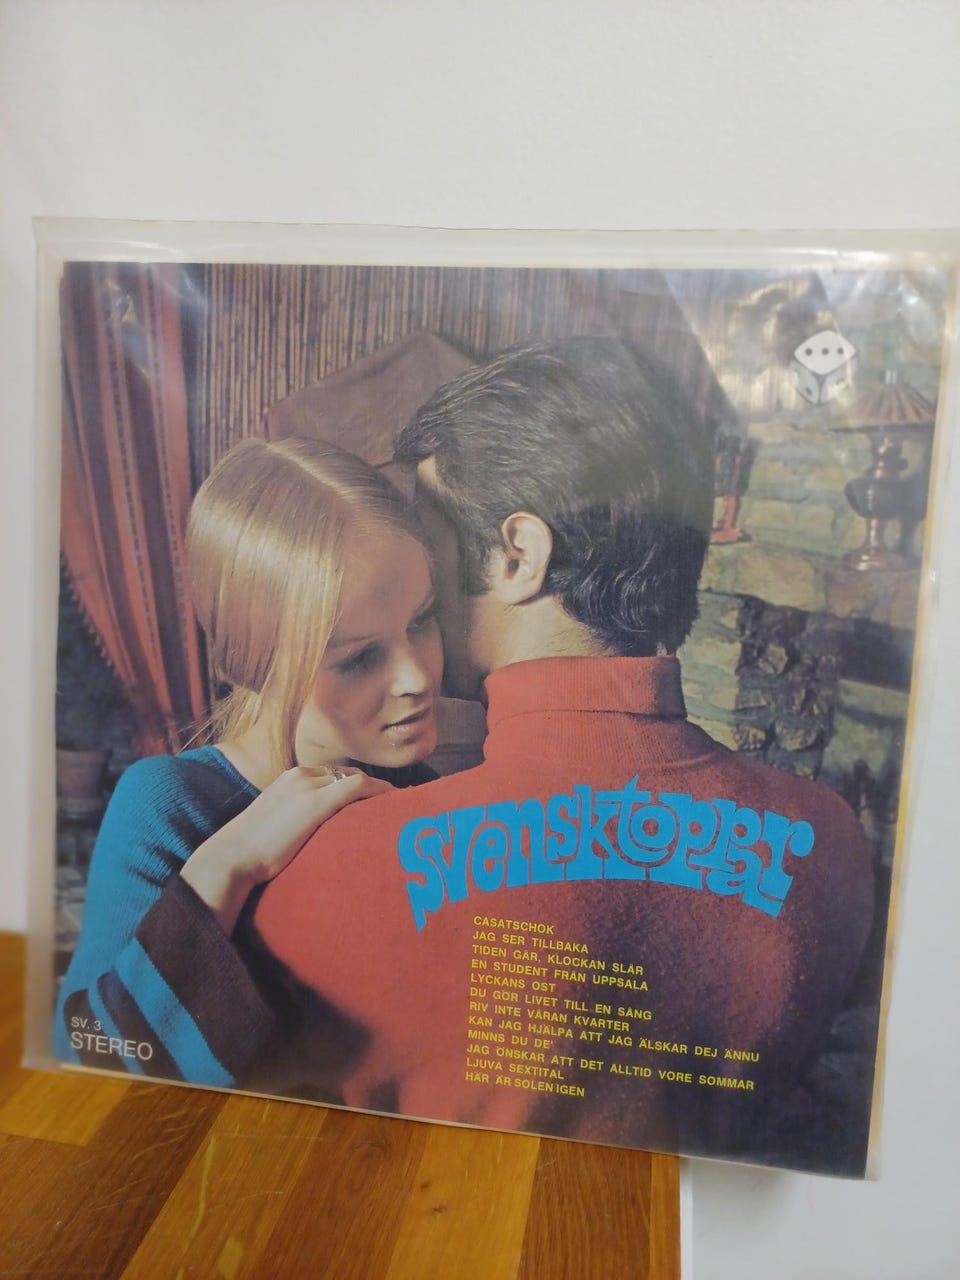 Svensktoppar
CASATSCHOK
JAG SER TILLBAKA
TIDEN GÅR, KLOCKAN SLÅR
EN STUDENT FRÅN UPPSALA
LYCKANS OST
DU GÖR LIVET TILL EN SÅNG
RIV INTE VÅRAN KVARTER
KAN JAG HJÄLPA ATT JAG ÄLSKAR DEJ ÄNNU
MINNS DU DE'
JAG ÖNSKAR ATT DET ALLTID VORE SOMMAR
LJUVA SEXTITAL
HÄR ÄR SOLEN IGEN
SV. 3
STEREO